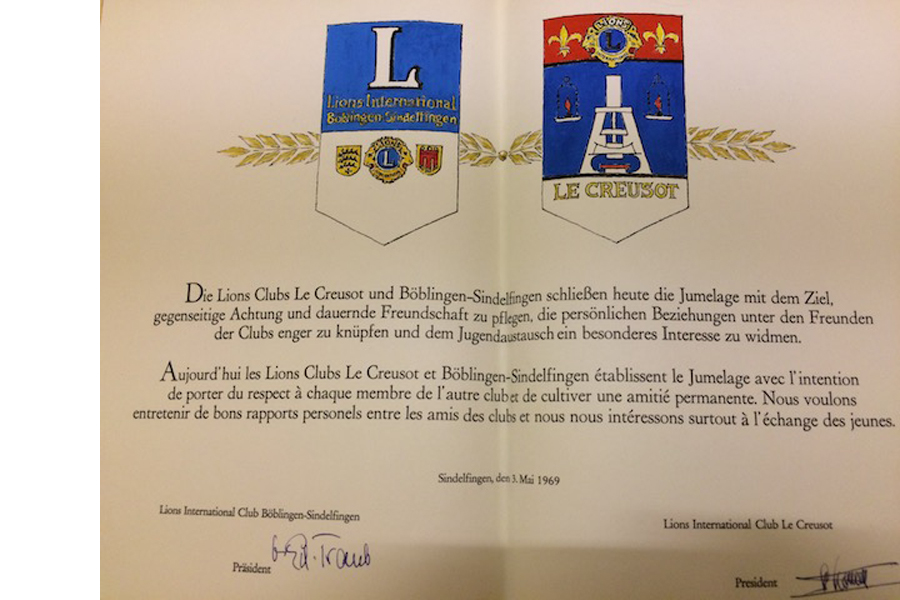 L
Lions International
Böblingen-Sindelfingen
LIONS
L
INTERNATIONAL
LIONS
L
INTERNATIONAL
LE CREUSOT
Die Lions Clubs Le Creusot und Böblingen-Sindelfingen schließen heute die Jumelage mit dem Ziel,
gegenseitige Achtung und dauernde Freundschaft zu pflegen, die persönlichen Beziehungen unter den Freunden
der Clubs enger zu knüpfen und dem Jugendaustausch ein besonderes Interesse zu widmen.
Aujourd'hui les Lions Clubs Le Creusot et Böblingen-Sindelfingen établissent le Jumelage avec l'intention
de porter du respect à chaque membre de l'autre club et de cultiver une amitié permanente. Nous voulons
entretenir de bons rapports personels entre les amis des clubs et nous nous intéressons surtout à l'échange des jeunes.
Sindelfingen, den 3. Mai 1969
Lions International Club Böblingen-Sindelfingen
Lions International Club Le Creusot
Präsident
President